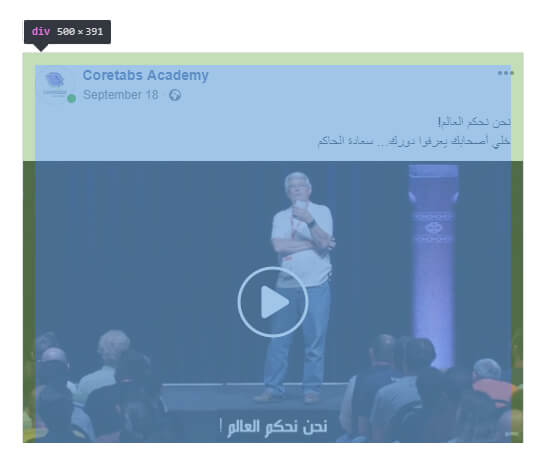 div 500 × 391
Coretabs Academy
September 18 ·
نحن نحكم العالم!
خلي أصحابك يعرفوا دورك... سعادة الحاكم
نحن نحكم العالم !